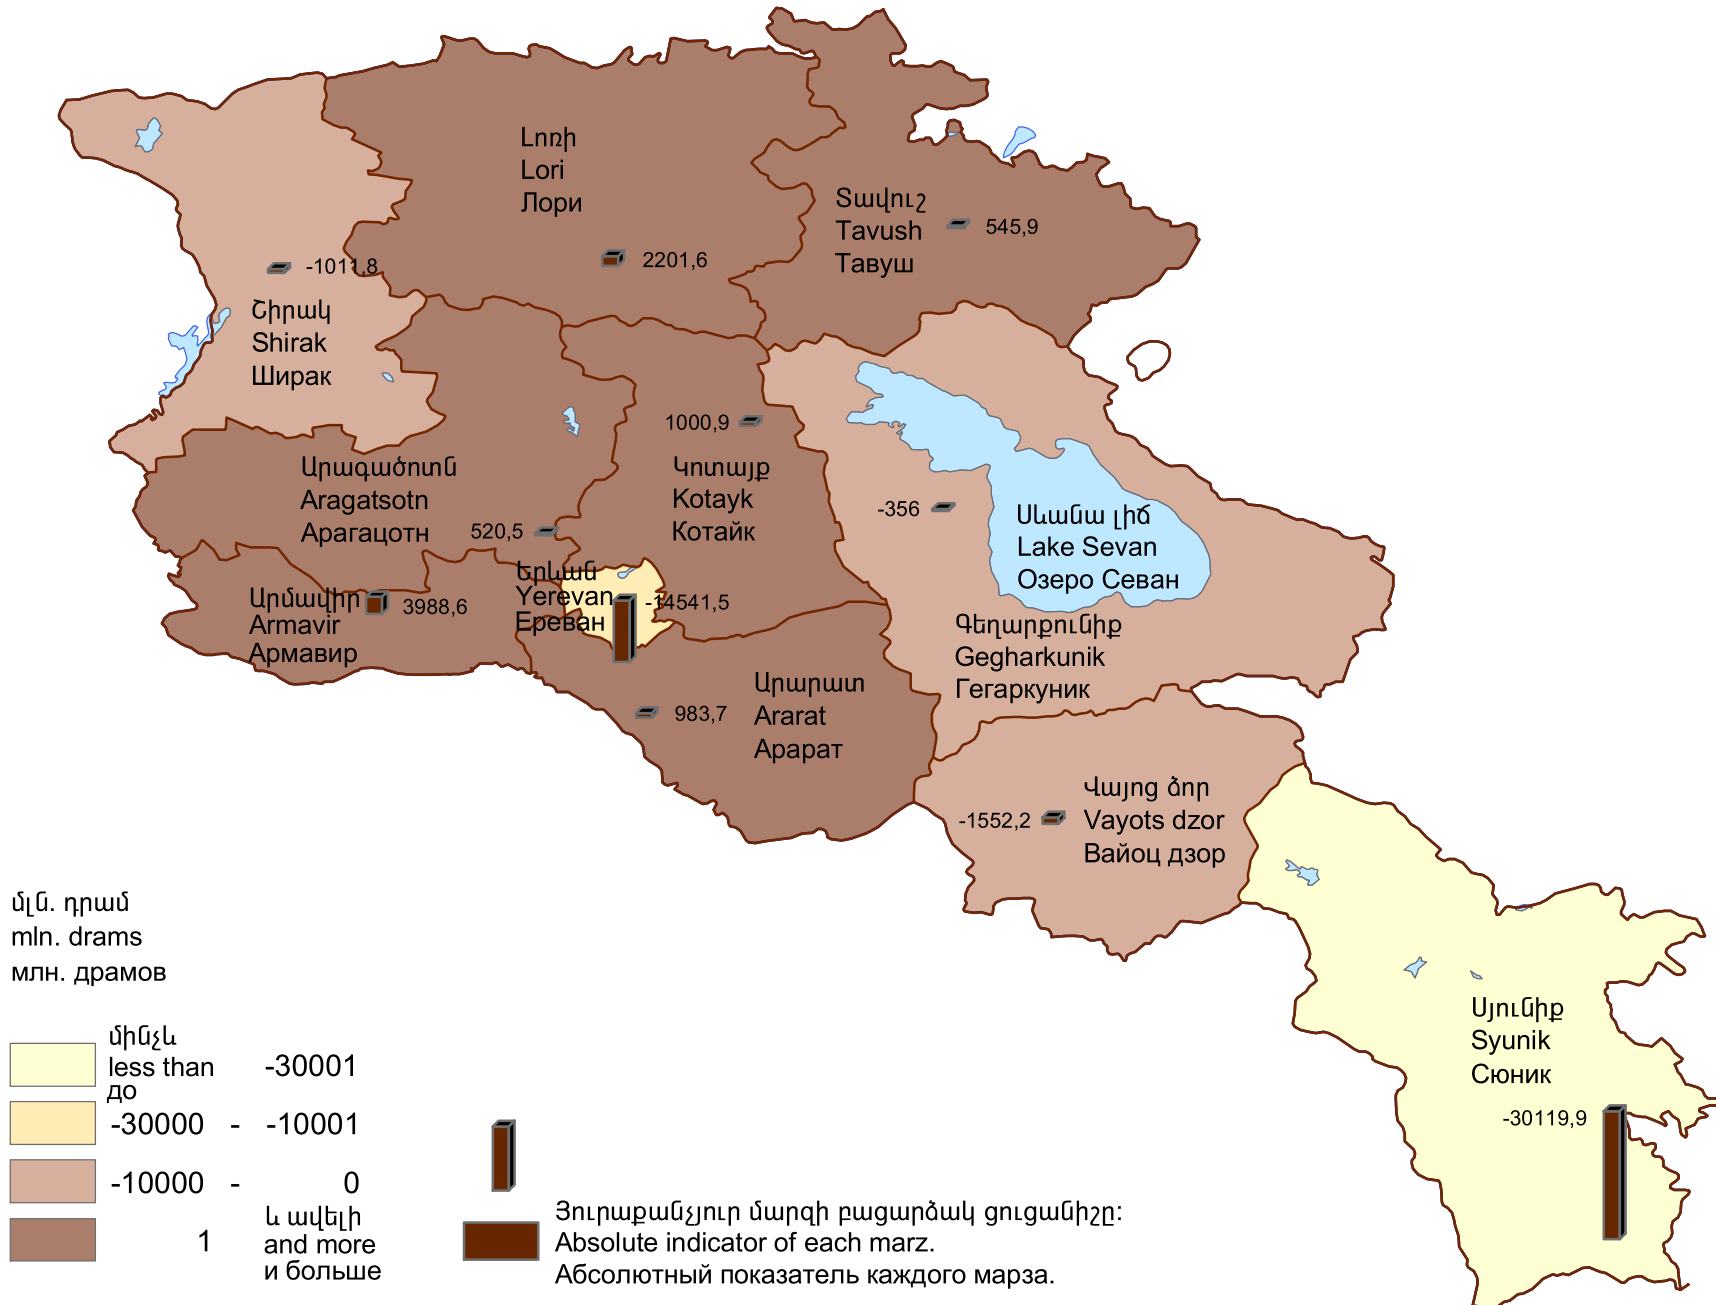 Լոռի
Lori
Лори
2201,6
Տավուշ
Tavush
Тавуш
545,9
-1011,8
Շիրակ
Shirak
Ширак
1000,9
Կոտայք
Kotayk
Котайк
Արագածոտն
Aragatsotn
Арагацотн
520,5
-356
Սևանա լիճ
Lake Sevan
Озеро Севан
Երևան
Yerevan
Ереван
-14541,5
Արմավիր
Armavir
Армавир
3988,6
Գեղարքունիք
Gegharkunik
Гегаркуник
Արարատ
Ararat
Арарат
983,7
Վայոց ձոր
Vayots dzor
Вайоц дзор
-1552,2
Սյունիք
Syunik
Сюник
-30119,9
մլն. դրամ
mln. drams
млн. драмов
մինչև
less than -30001
до
-30000 - -10001
-10000 - 0
և ավելի
1 and more
и больше
Յուրաքանչյուր մարզի բացարձակ ցուցանիշը:
Absolute indicator of each marz.
Абсолютный показатель каждого марза.